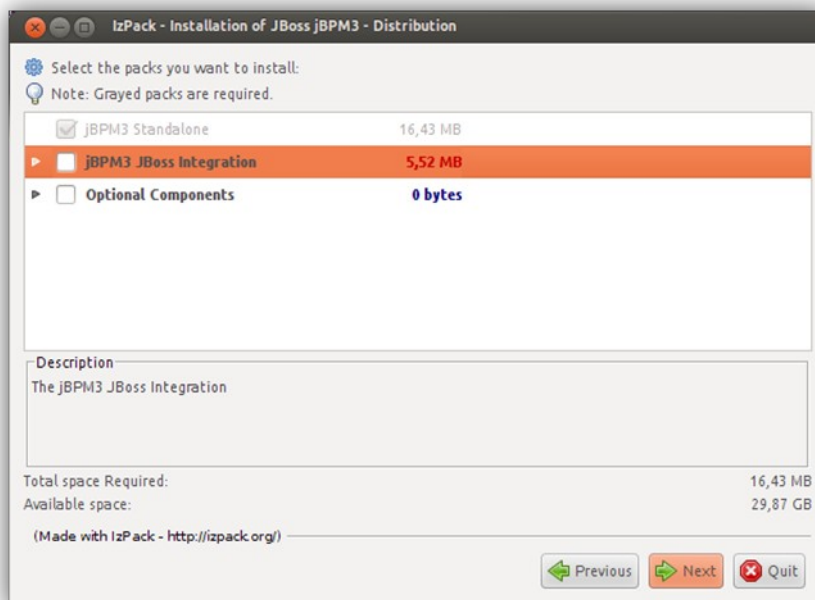 IzPack - Installation of JBoss jBPM3 - Distribution
Select the packs you want to install:
Note: Grayed packs are required.
jBPM3 Standalone 16,43 MB
jBPM3 JBoss Integration 5,52 MB
Optional Components 0 bytes
Description
The jBPM3 JBoss Integration
Total space Required: 16,43 MB
Available space: 29,87 GB
(Made with IzPack - http://izpack.org/)
Previous Next Quit